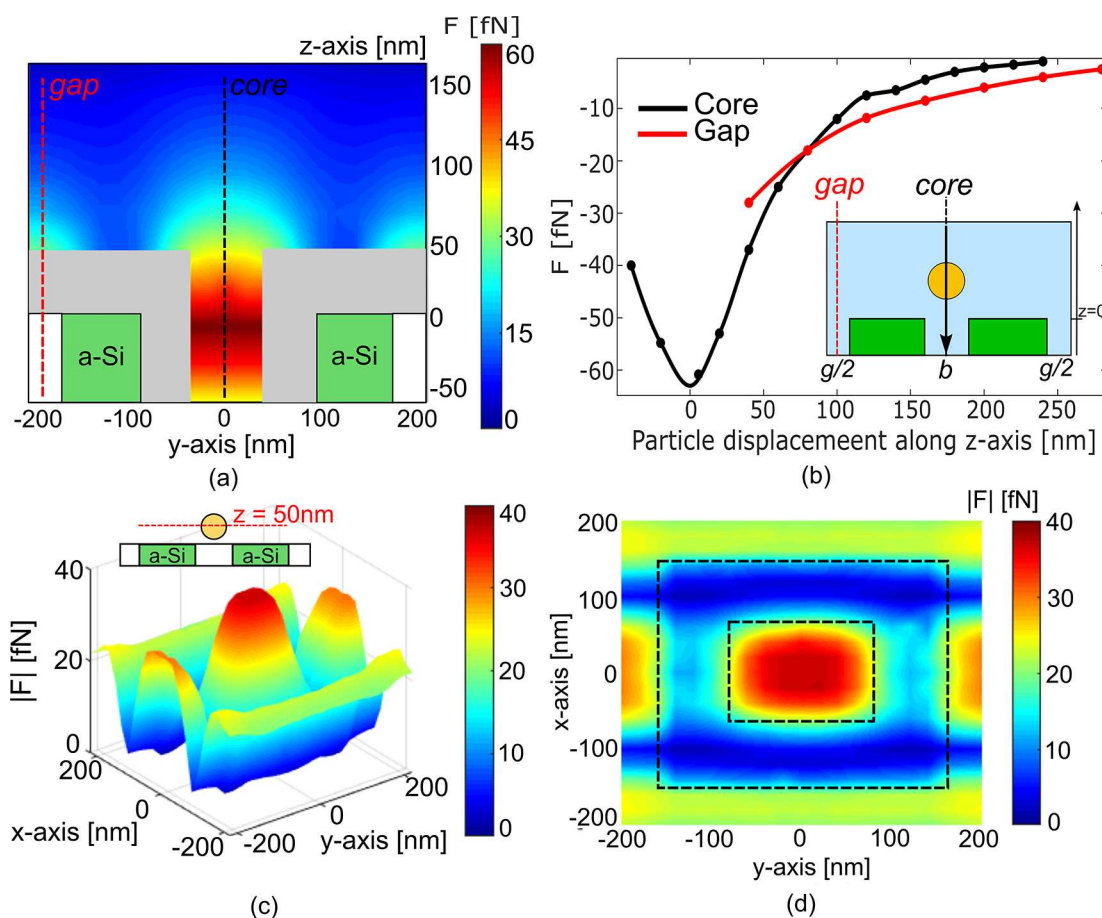 z-axis [nm]
F [fN]
gap
core
150
100
50
0
-50
60
45
30
15
0
a-Si
a-Si
-200
-100
0
100
200
y-axis [nm]
(a)
-10
-20
-30
-40
-50
-60
F [fN]
Core
Gap
gap
core
z=0
g/2
b
g/2
0
50
100
150
200
250
Particle displacemeent along z-axis [nm]
(b)
z = 50nm
a-Si
a-Si
40
20
0
|F| [fN]
200
0
-200
x-axis [nm]
-200
0
200
y-axis [nm]
40
30
20
10
0
(c)
|F| [fN]
200
100
0
-100
-200
x-axis [nm]
-200
-100
0
100
200
y-axis [nm]
40
30
20
10
0
(d)